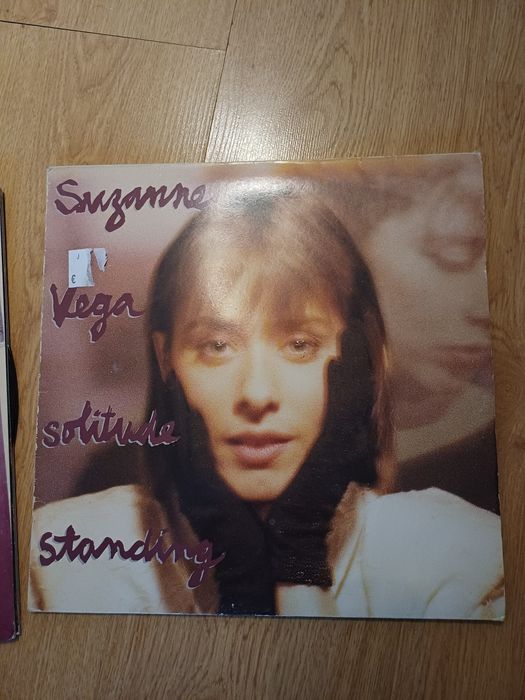 Suzanne
Vega
solitude
standing
€